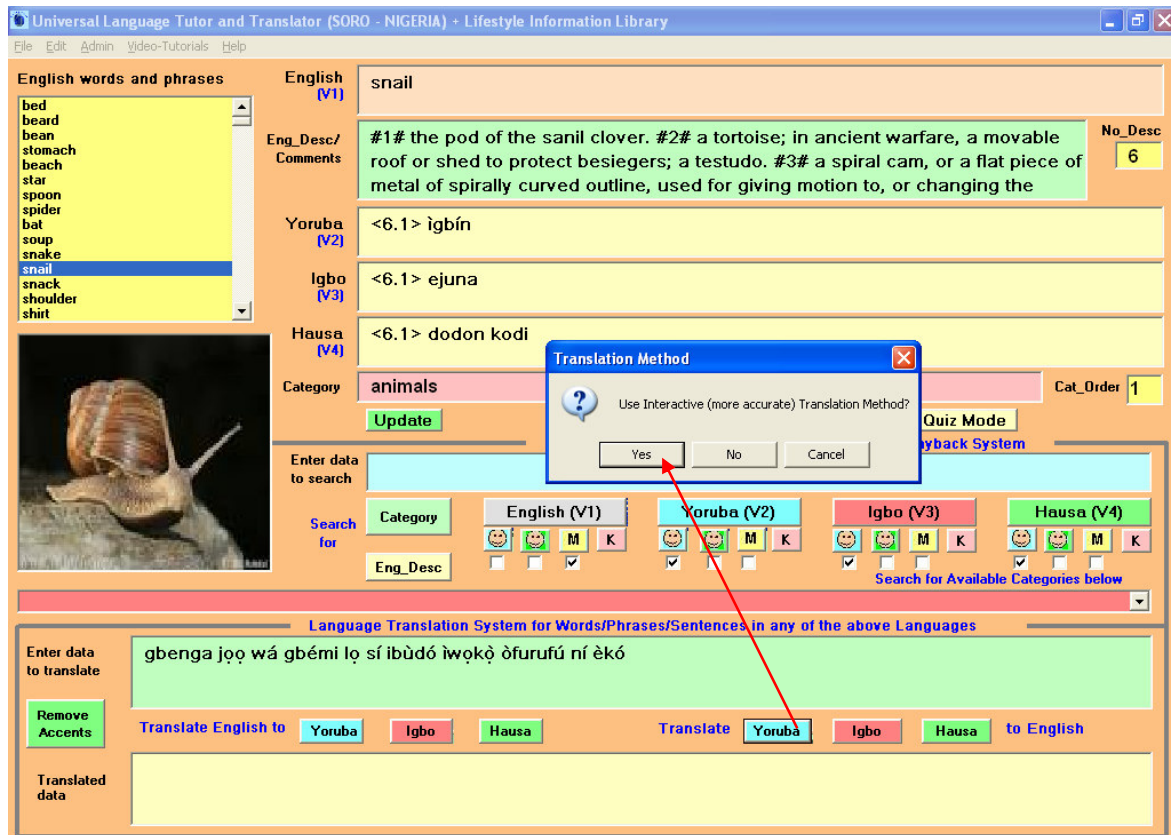 Universal Language Tutor and Translator (SORO - NIGERIA) + Lifestyle Information Library
File Edit Admin Video-Tutorials Help
English words and phrases
bed
beard
bean
stomach
beach
star
spoon
spider
bat
soup
snake
snail
snack
shoulder
shirt
English
(V1)
snail
Eng_Desc/
Comments
#1# the pod of the sanil clover. #2# a tortoise; in ancient warfare, a movable
roof or shed to protect besiegers; a testudo. #3# a spiral cam, or a flat piece of
metal of spirally curved outline, used for giving motion to, or changing the
No_Desc
6
Yoruba
(V2)
<6.1> ìgbín
Igbo
(V3)
<6.1> ejuna
Hausa
(V4)
<6.1> dodon kodi
Category
animals
Cat_Order 1
Update
Quiz Mode
Translation Method
Use Interactive (more accurate) Translation Method?
Yes No Cancel
yback System
Enter data
to search
Search
for
Category
Eng_Desc
English (V1) Yoruba (V2) Igbo (V3) Hausa (V4)
M K M K M K M K
Search for Available Categories below
Language Translation System for Words/Phrases/Sentences in any of the above Languages
Enter data
to translate
gbenga jọọ wá gbémi lọ sí ibùdó ìwọkọ̀ òfurufú ní èkó
Remove
Accents
Translate English to Yoruba Igbo Hausa
Translate Yoruba Igbo Hausa to English
Translated
data